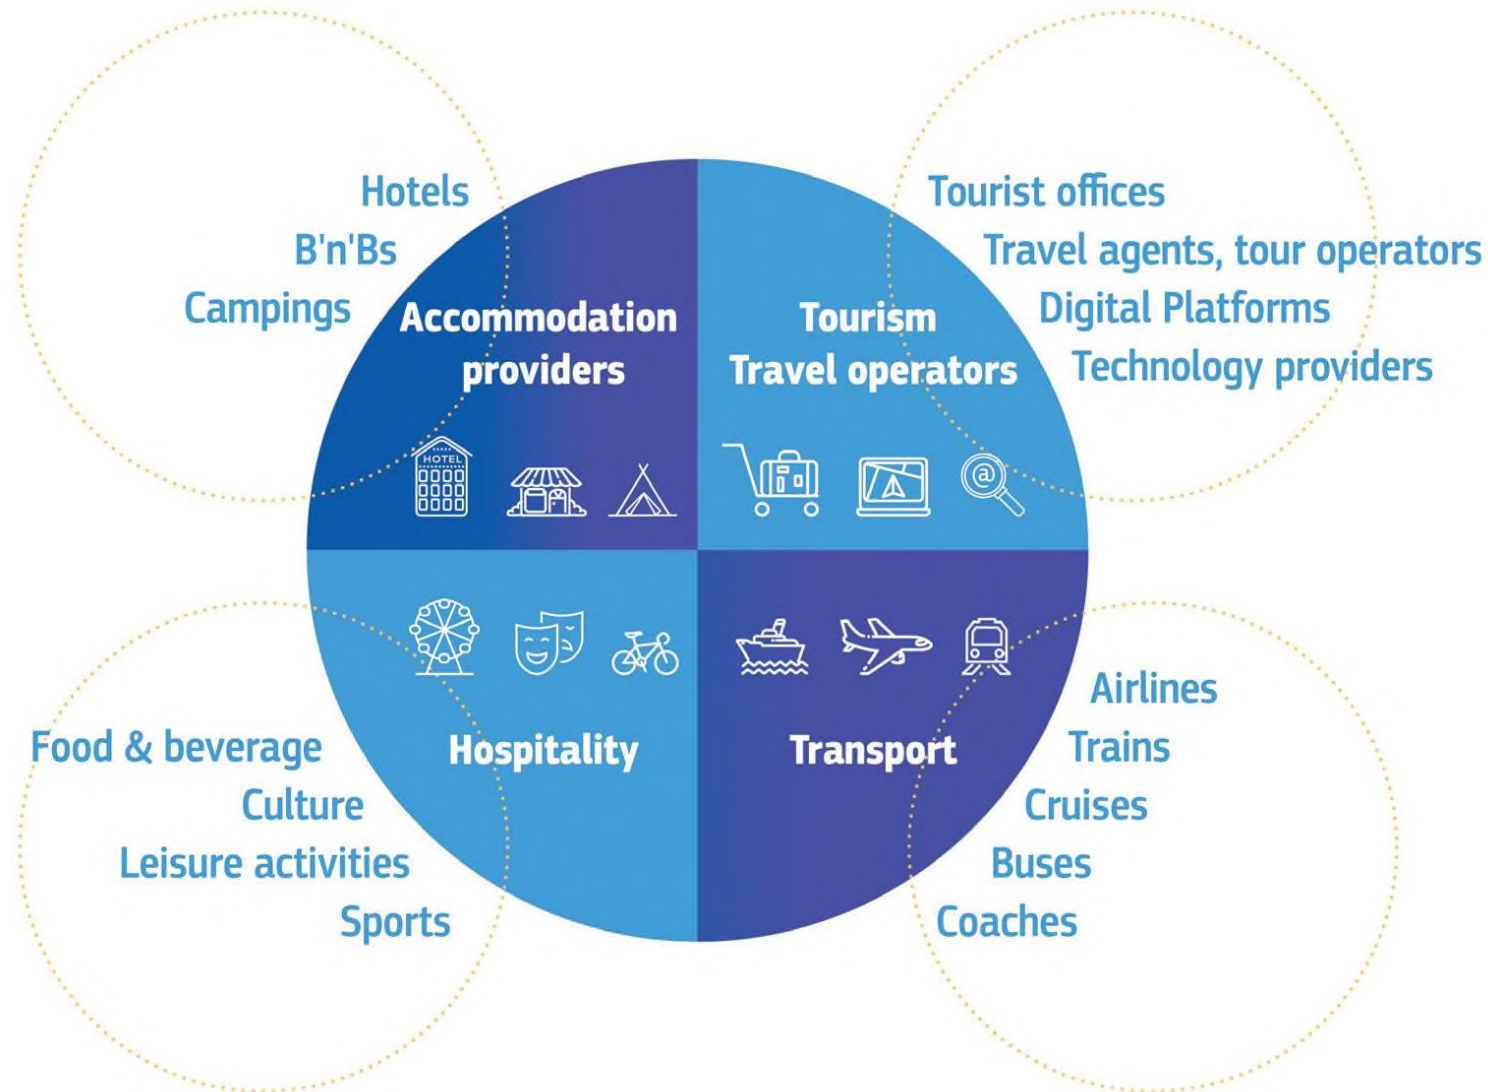 Hotels
B'n'Bs
Campings
Accommodation
providers
HOTEL
Tourist offices
Travel agents, tour operators
Digital Platforms
Technology providers
Tourism
Travel operators
@
Food & beverage
Culture
Leisure activities
Sports
Hospitality
Transport
Airlines
Trains
Cruises
Buses
Coaches